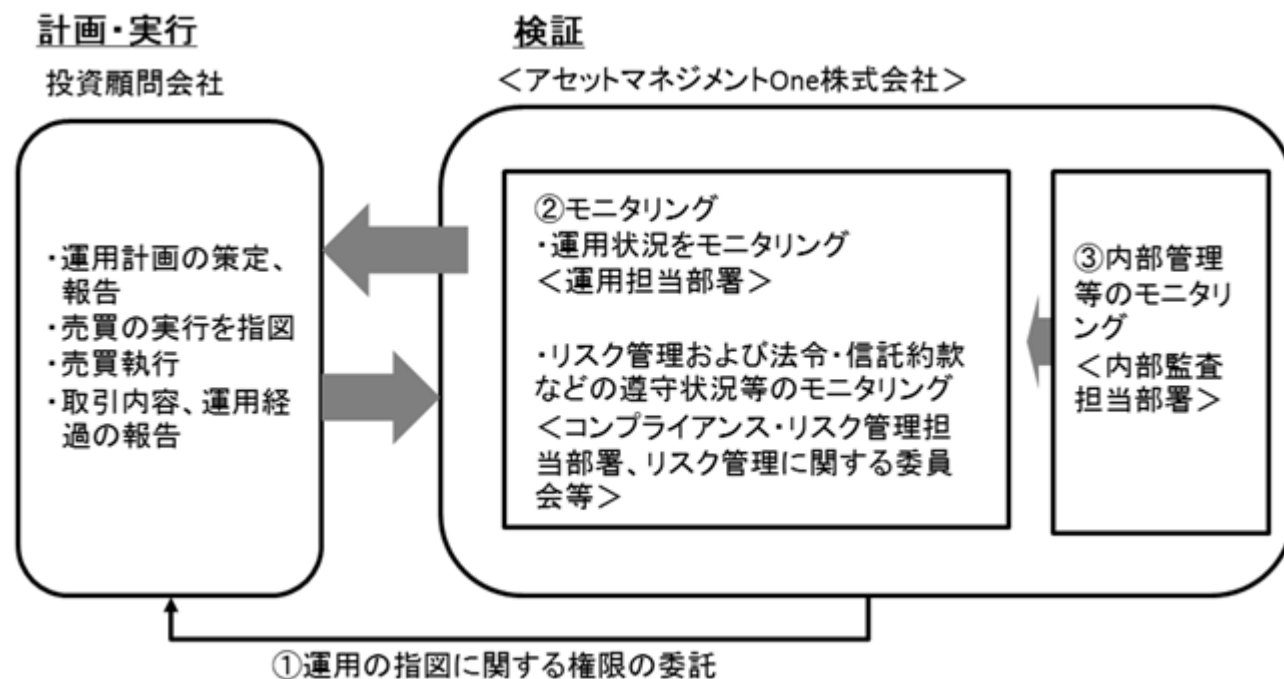 計画・実行
投資顧問会社
・運用計画の策定、
報告
・売買の実行を指図
・売買執行
・取引内容、運用経
過の報告
検証
＜アセットマネジメントOne株式会社＞
②モニタリング
・運用状況をモニタリング
＜運用担当部署＞
・リスク管理および法令・信託約款
などの遵守状況等のモニタリング
＜コンプライアンス・リスク管理担
当部署、リスク管理に関する委員
会等＞
③内部管理
等のモニタリ
ング
＜内部監査
担当部署＞
①運用の指図に関する権限の委託